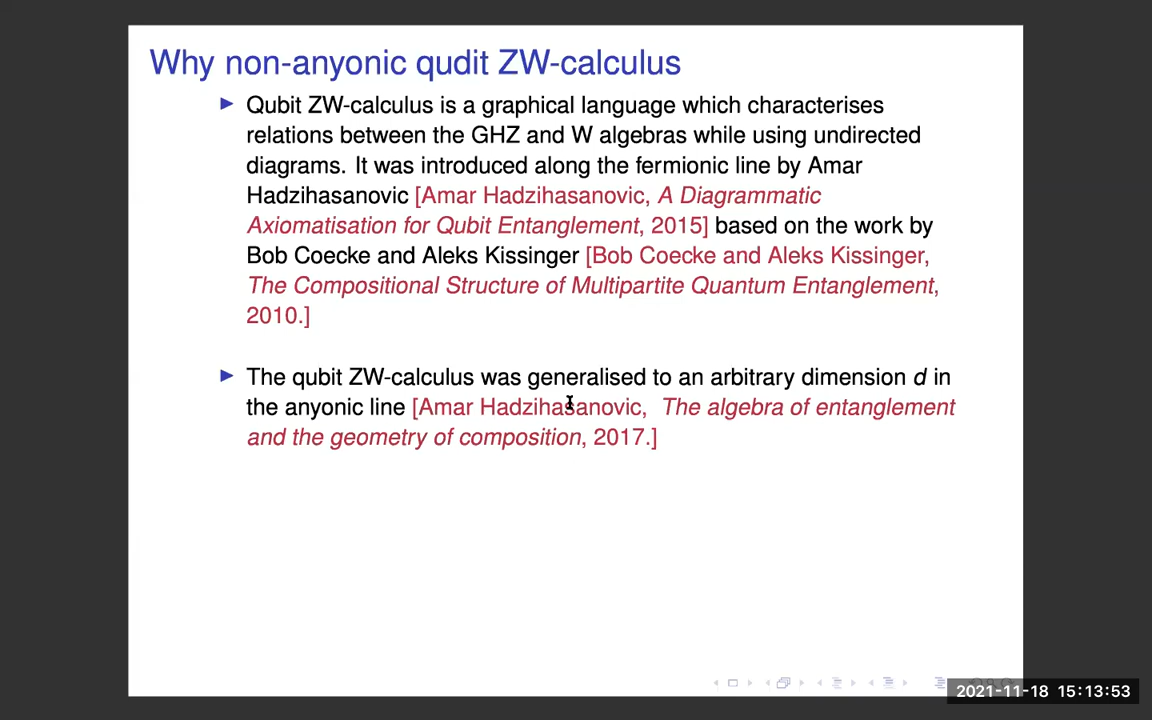 Why non-anyonic qudit ZW-calculus
Qubit ZW-calculus is a graphical language which characterises
relations between the GHZ and W algebras while using undirected
diagrams. It was introduced along the fermionic line by Amar
Hadzihasanovic [Amar Hadzihasanovic, A Diagrammatic
Axiomatisation for Qubit Entanglement, 2015] based on the work by
Bob Coecke and Aleks Kissinger [Bob Coecke and Aleks Kissinger,
The Compositional Structure of Multipartite Quantum Entanglement,
2010.]
The qubit ZW-calculus was generalised to an arbitrary dimension d in
the anyonic line [Amar Hadzihasanovic, The algebra of entanglement
and the geometry of composition, 2017.]
2021-11-18 15:13:53